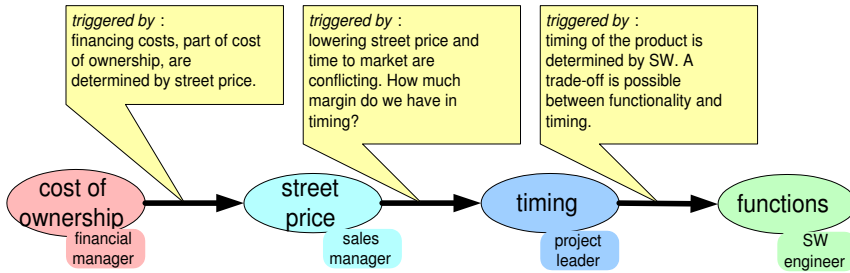 triggered by :
financing costs, part of cost
of ownership, are
determined by street price.
triggered by :
lowering street price and
time to market are
conflicting. How much
margin do we have in
timing?
triggered by :
timing of the product is
determined by SW. A
trade-off is possible
between functionality and
timing.
cost of
ownership
financial
manager
street
price
sales
manager
timing
project
leader
functions
SW
engineer